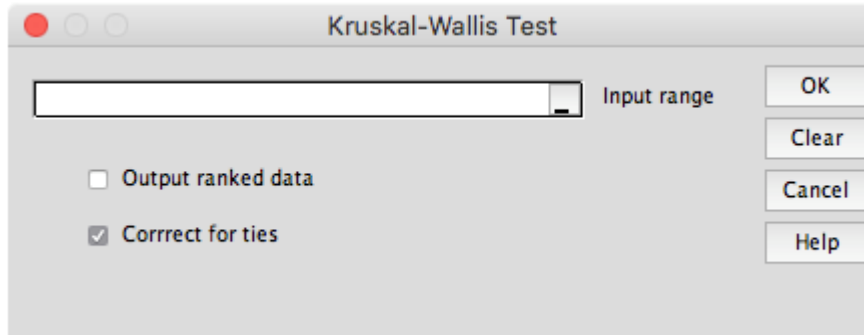 Kruskal-Wallis Test
Input range
OK
Clear
Cancel
Output ranked data
Corrrect for ties
Help